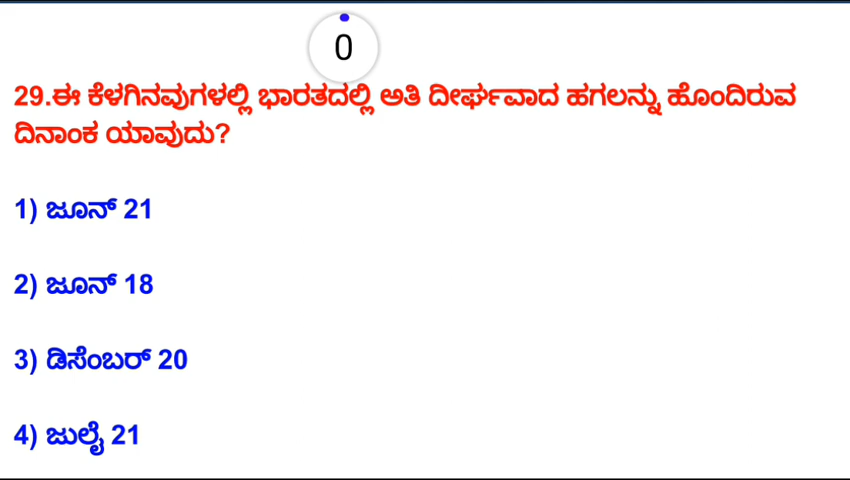 0
29.ಈ ಕೆಳಗಿನವುಗಳಲ್ಲಿ ಭಾರತದಲ್ಲಿ ಅತಿ ದೀರ್ಘವಾದ ಹಗಲನ್ನು ಹೊಂದಿರುವ
ದಿನಾಂಕ ಯಾವುದು?
1) ಜೂನ್ 21
2) ಜೂನ್ 18
3) ಡಿಸೆಂಬರ್ 20
4) ಜುಲೈ 21